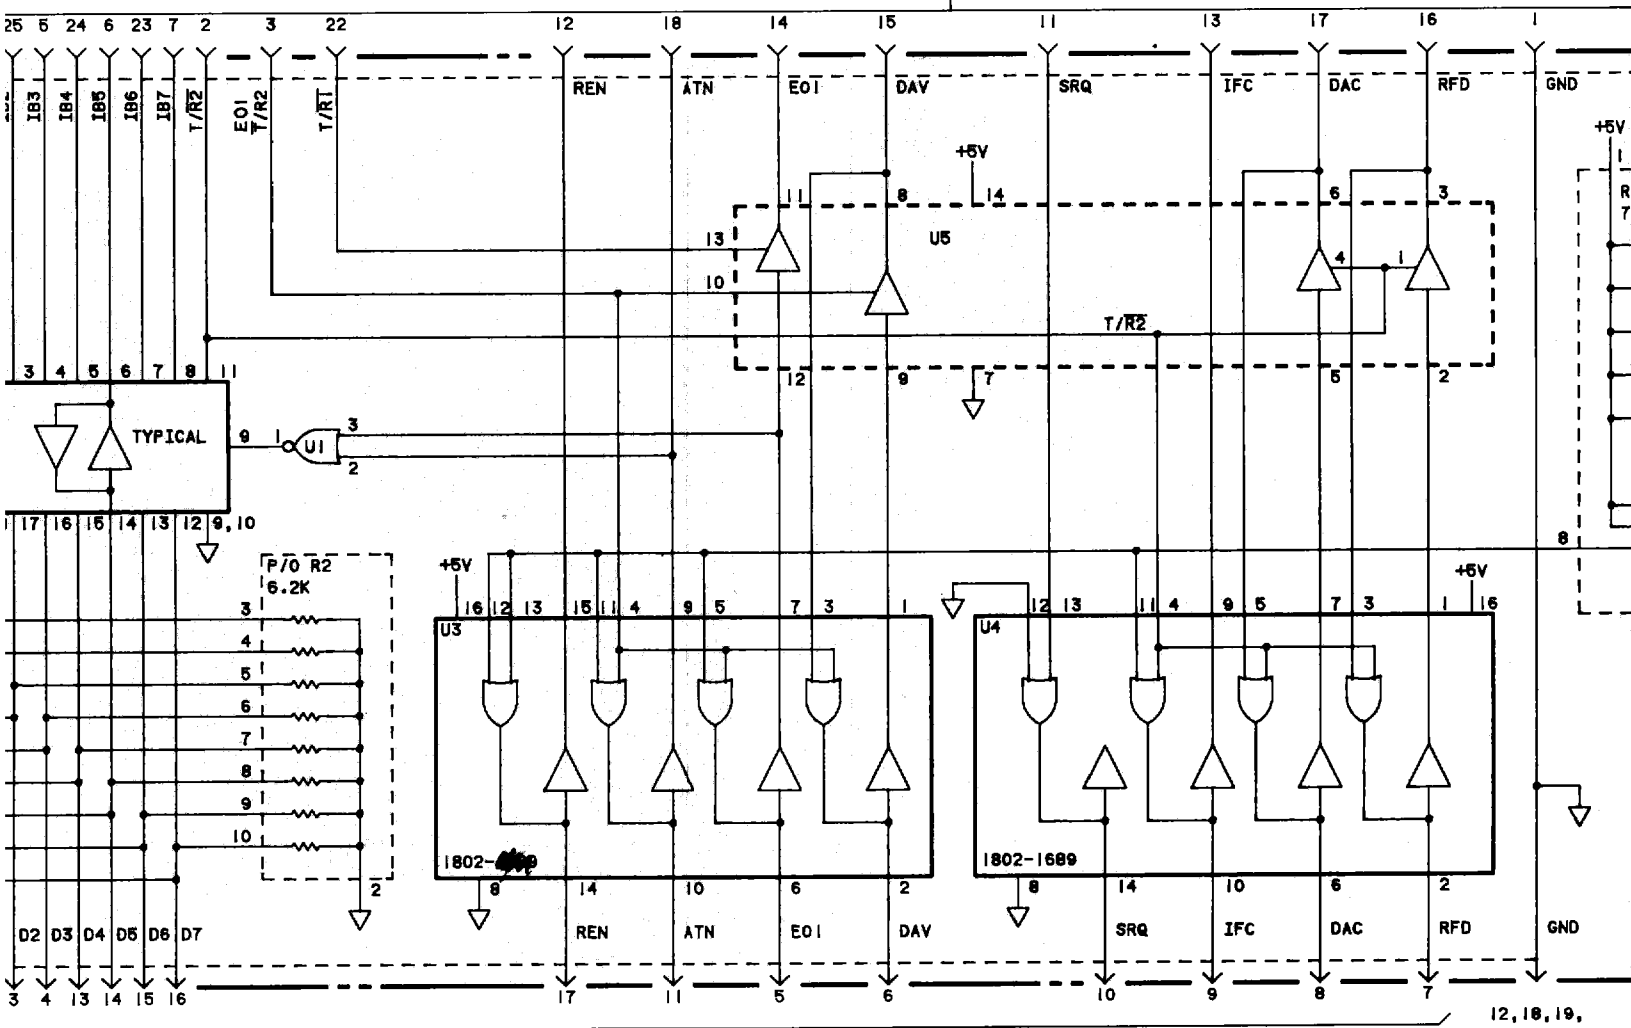 25 5 24 6 23 7 2 3 22 12 18 14 15 11 13 17 16 1
IB3 IB4 IB5 IB6 IB7 T/R2 EOI T/R2 T/R1
REN ATN EOI DAV SRQ IFC DAC RFD GND
+5V
+5V
1
R
7
11 8 14 6 3
13 U5
4 1
10
T/R2
12 9 7 5 2
3 4 5 6 7 8 11
TYPICAL 9 1 U1 3
2
17 16 15 14 13 12 9,10
8
P/O R2
6.2K
+5V
+5V
16 12 13 15 11 4 9 5 7 3 1
12 13 11 4 9 5 7 3 1 16
U3
U4
3
4
5
6
7
8
9
10
2
1802-
1802-1689
8 14 10 6 2
8 14 10 6 2
D2 D3 D4 D5 D6 D7
REN ATN EOI DAV SRQ IFC DAC RFD GND
3 4 13 14 15 16 17 11 5 6 10 9 8 7
12,18,19,